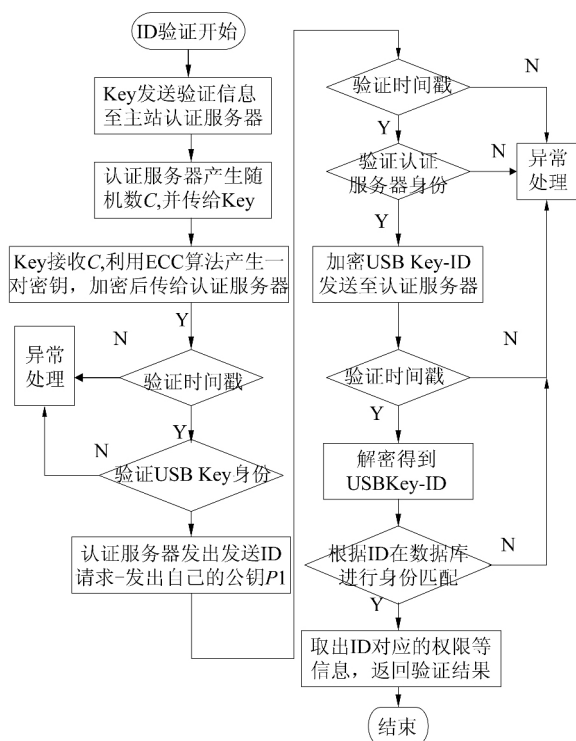 ID验证开始
Key发送验证信息
至主站认证服务器
认证服务器产生随
机数C,并传给Key
Key接收C,利用ECC算法产生一
对密钥，加密后传给认证服务器
Y
N
异常
处理
验证时间戳
Y
N
验证USB Key身份
认证服务器发出发送ID
请求-发出自己的公钥P1
验证时间戳
N
Y
验证认证
服务器身份
N
异常
处理
Y
加密USB Key-ID
发送至认证服务器
N
验证时间戳
Y
解密得到
USBKey-ID
根据ID在数据库
进行身份匹配
N
Y
取出ID对应的权限等
信息，返回验证结果
结束